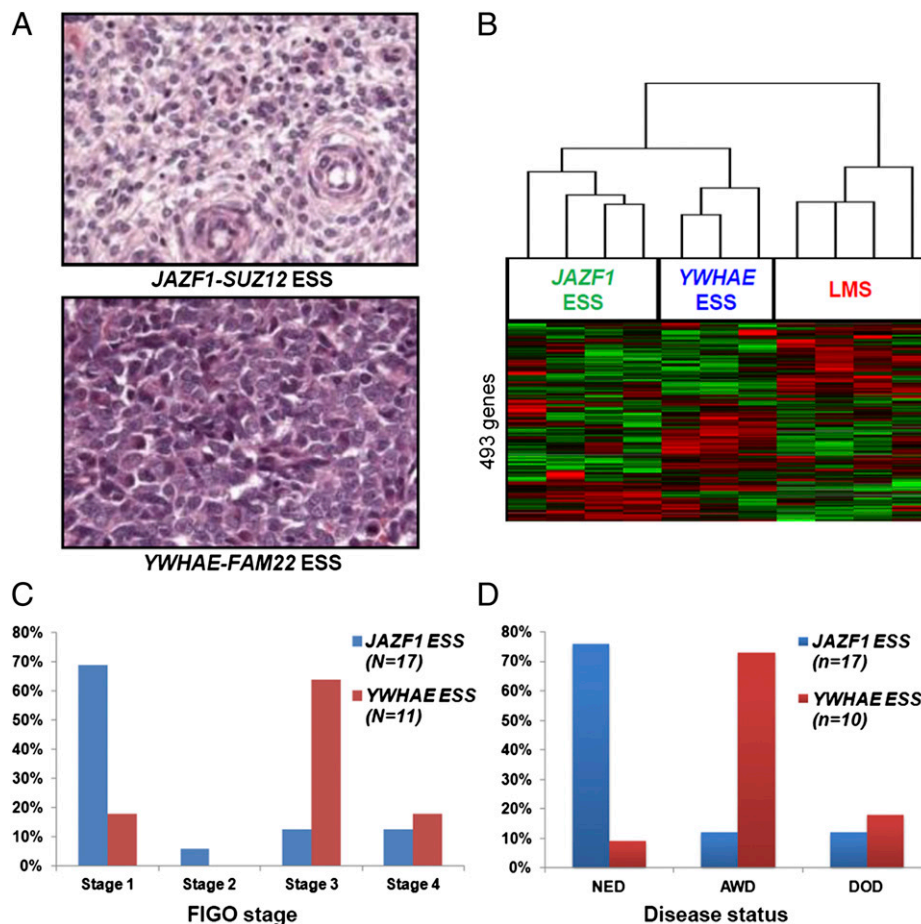 A
JAZF1-SUZ12 ESS
YWHAE-FAM22 ESS
B
JAZF1
ESS
YWHAE
ESS
LMS
493 genes
C
80%
70%
60%
50%
40%
30%
20%
10%
0%
JAZF1 ESS
(N=17)
YWHAE ESS
(N=11)
Stage 1 Stage 2 Stage 3 Stage 4
FIGO stage
D
80%
70%
60%
50%
40%
30%
20%
10%
0%
JAZF1 ESS
(n=17)
YWHAE ESS
(n=10)
NED AWD DOD
Disease status